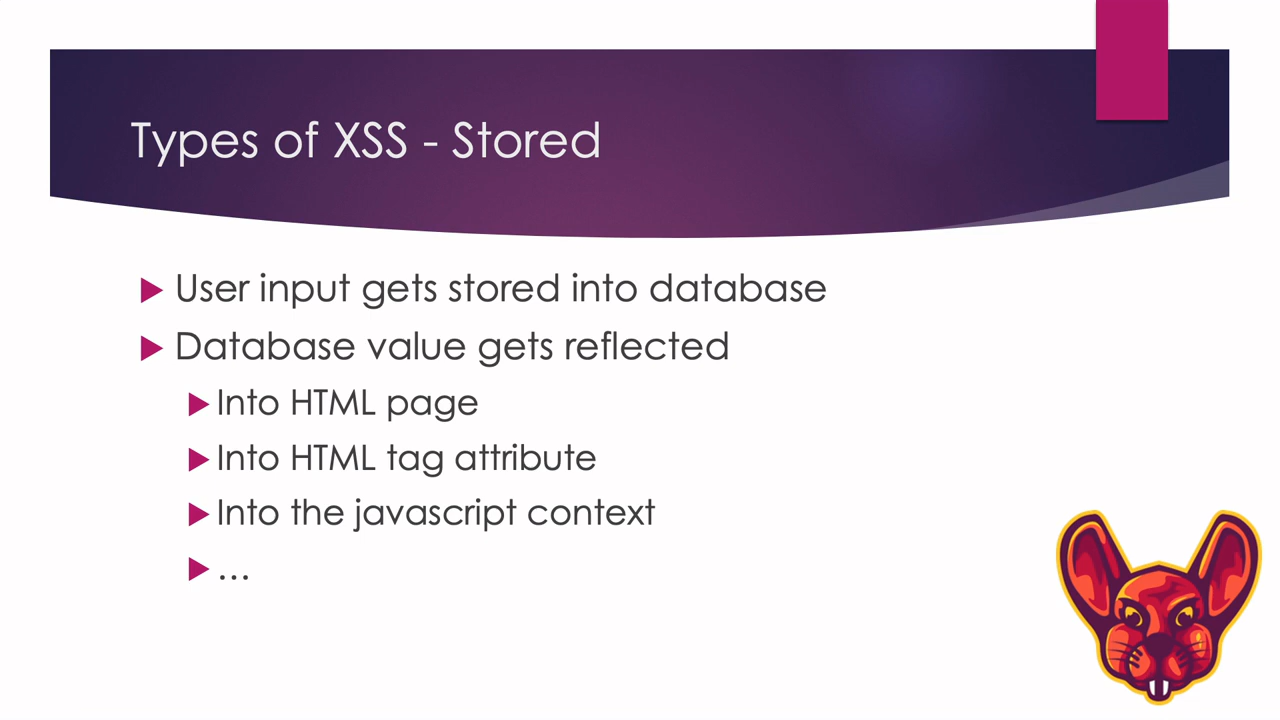 Types of XSS - Stored
User input gets stored into database
Database value gets reflected
Into HTML page
Into HTML tag attribute
Into the javascript context
…